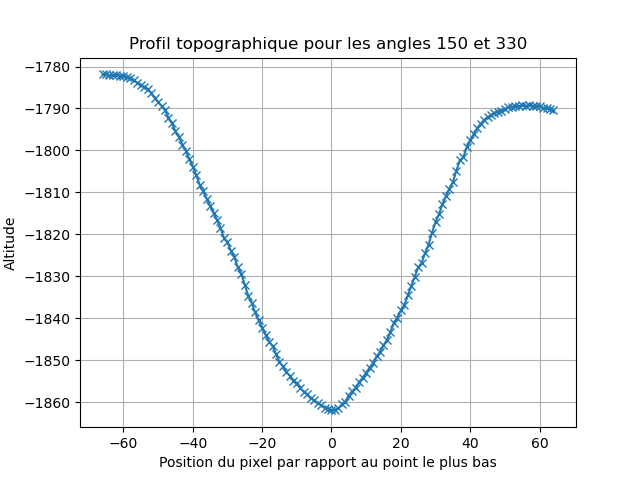 Profil topographique pour les angles 150 et 330
−1780
−1790
−1800
−1810
−1820
−1830
−1840
−1850
−1860
Altitude
−60 −40 −20 0 20 40 60
Position du pixel par rapport au point le plus bas